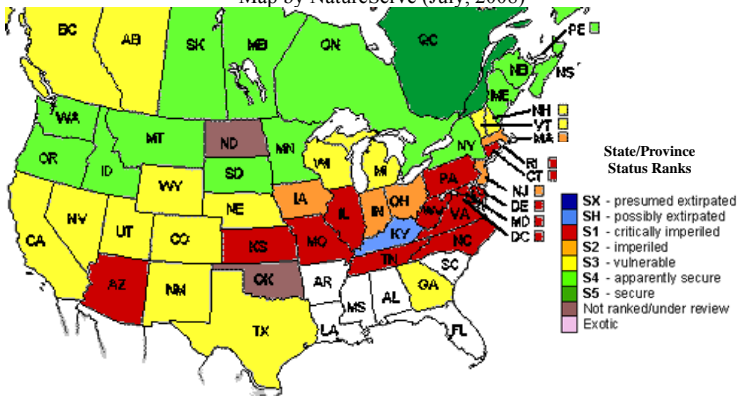 Map by NatureServe (July, 2008)
BC
AB
SK
MB
ON
QC
PE
NB
NS
ME
WA
MT
ND
MN
OR
ID
SD
WI
MI
NY
NH
VT
MA
RI
CT
NJ
DE
MD
DC
WY
IA
NE
IL
IN
OH
PA
WV
VA
NV
UT
CO
KS
MO
KY
CA
NC
TN
SC
AZ
NM
OK
AR
MS
AL
GA
TX
LA
FL
State/Province
Status Ranks
SX - presumed extirpated
SH - possibly extirpated
S1 - critically imperiled
S2 - imperiled
S3 - vulnerable
S4 - apparently secure
S5 - secure
Not ranked/under review
Exotic